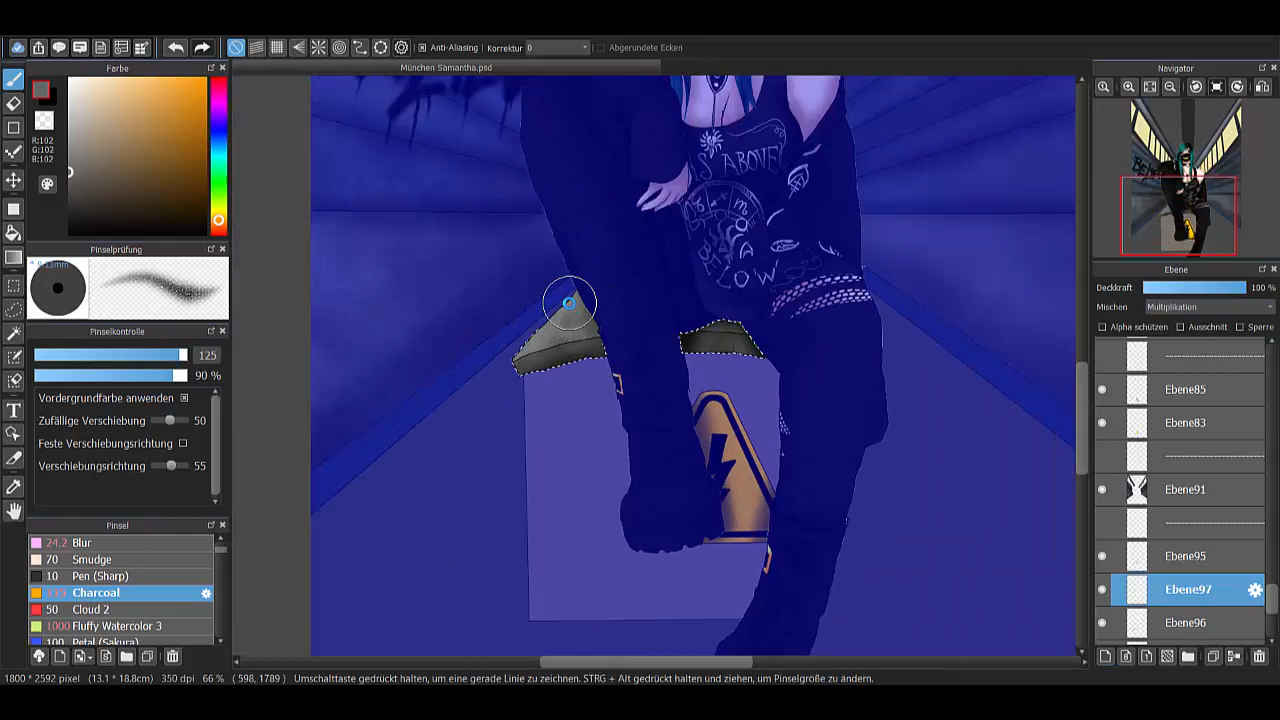 Anti-Aliasing Korrektur 0 Abgerundete Ecken
Farbe
München Samantha.psd
Navigator
R:102
G:102
B:102
Pinselprüfung
Pinselkontrolle
125
90 %
Vordergrundfarbe anwenden
Zufällige Verschiebung 50
Feste Verschiebungsrichtung
Verschiebungsrichtung 55
Pinsel
24.2 Blur
70 Smudge
10 Pen (Sharp)
Charcoal
50 Cloud 2
1000 Fluffy Watercolor 3
100 Petal (Sakura)
S ABOVE
LOW
Ebene
Deckkraft 100 %
Mischen Multiplikation
Alpha schützen Ausschnitt Sperre
Ebene85
Ebene83
Ebene91
Ebene95
Ebene97
Ebene96
1800 * 2592 pixel (13.1 * 18.8cm) 350 dpi 66 % ( 598, 1789 ) Umschalttaste gedrückt halten, um eine gerade Linie zu zeichnen. STRG + Alt gedrückt halten und ziehen, um Pinselgröße zu ändern.